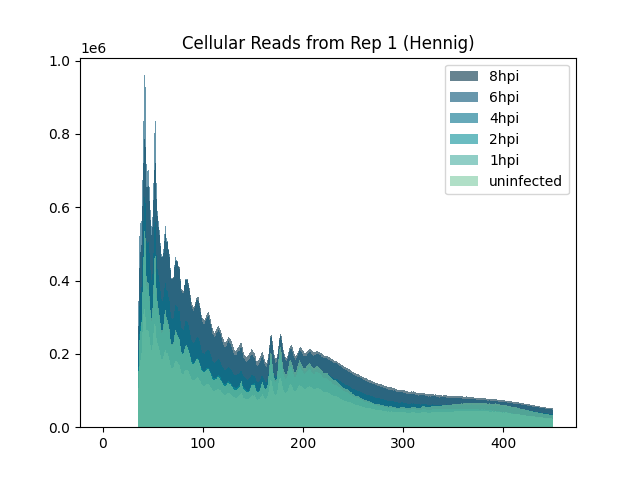 Cellular Reads from Rep 1 (Hennig)
1e6
1.0
0.8
0.6
0.4
0.2
0.0
0 100 200 300 400
8hpi
6hpi
4hpi
2hpi
1hpi
uninfected